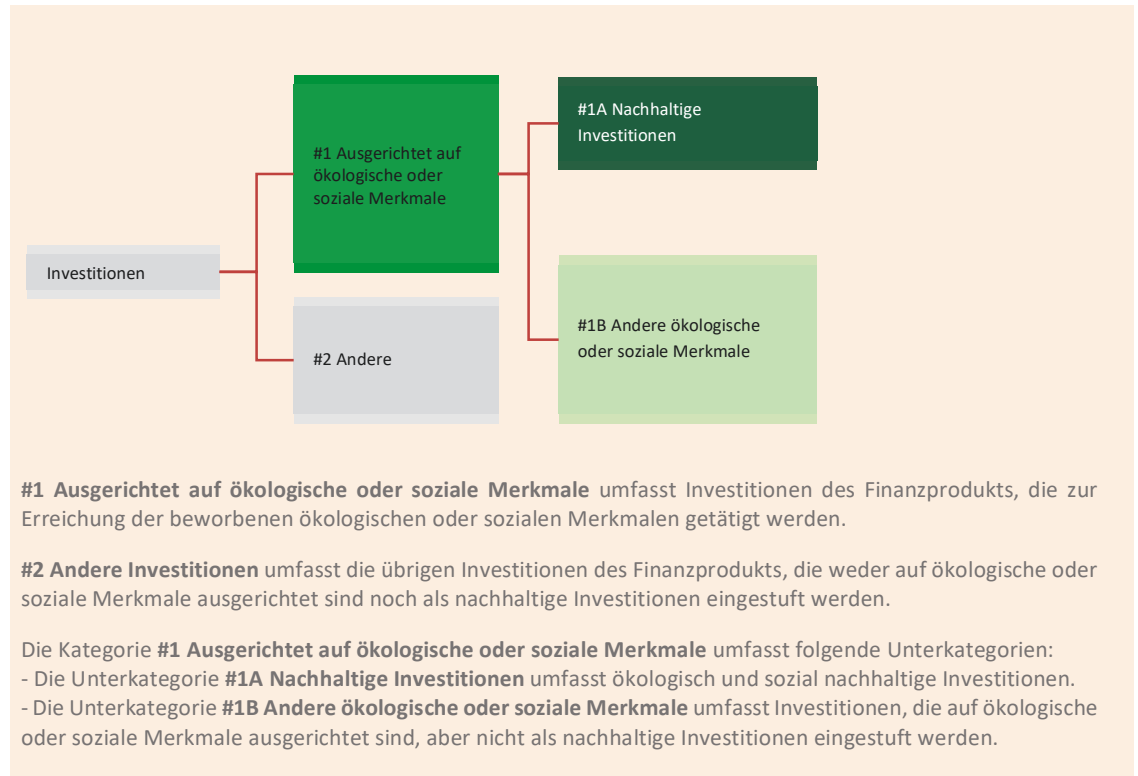 #1A Nachhaltige
Investitionen
#1 Ausgerichtet auf
ökologische oder
soziale Merkmale
Investitionen
#1B Andere ökologische
oder soziale Merkmale
#2 Andere
#1 Ausgerichtet auf ökologische oder soziale Merkmale umfasst Investitionen des Finanzprodukts, die zur
Erreichung der beworbenen ökologischen oder sozialen Merkmalen getätigt werden.
#2 Andere Investitionen umfasst die übrigen Investitionen des Finanzprodukts, die weder auf ökologische oder
soziale Merkmale ausgerichtet sind noch als nachhaltige Investitionen eingestuft werden.
Die Kategorie #1 Ausgerichtet auf ökologische oder soziale Merkmale umfasst folgende Unterkategorien:
- Die Unterkategorie #1A Nachhaltige Investitionen umfasst ökologisch und sozial nachhaltige Investitionen.
- Die Unterkategorie #1B Andere ökologische oder soziale Merkmale umfasst Investitionen, die auf ökologische
oder soziale Merkmale ausgerichtet sind, aber nicht als nachhaltige Investitionen eingestuft werden.